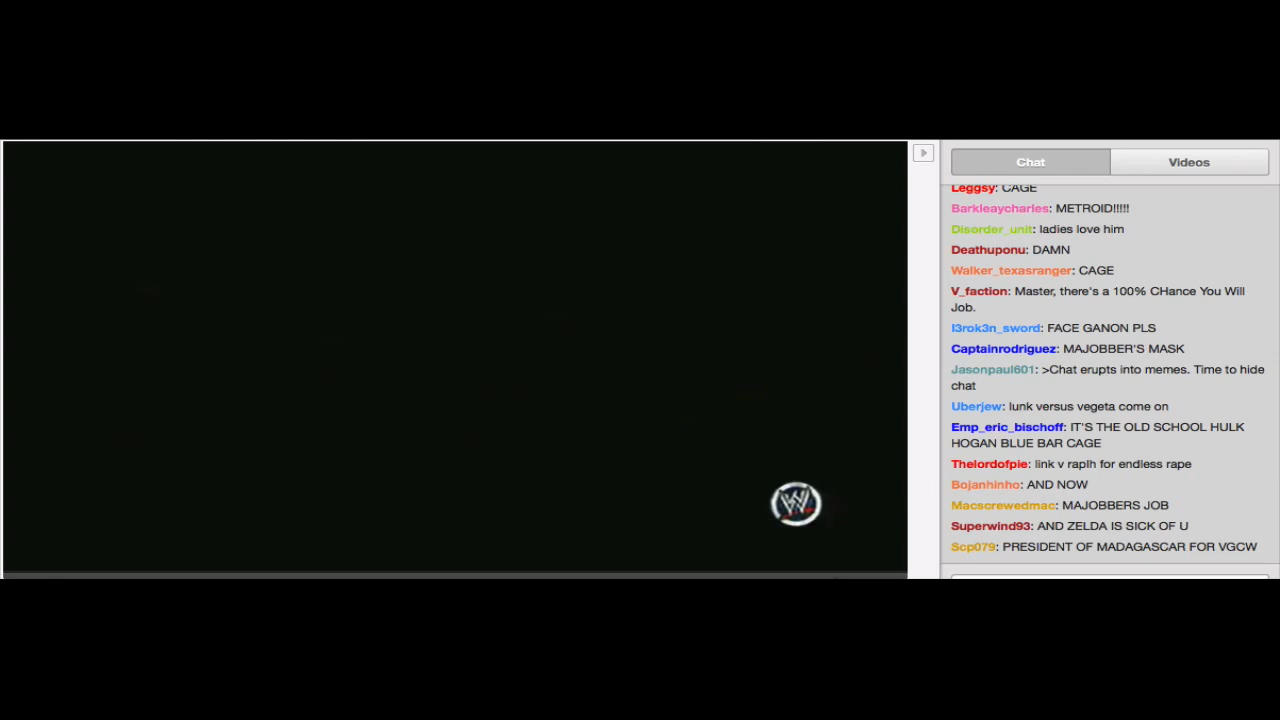 Chat
Videos
Leggsy: CAGE
Barkleaycharles: METROID!!!!!
Disorder_unit: ladies love him
Deathuponu: DAMN
Walker_texasranger: CAGE
V_faction: Master, there's a 100% CHance You Will
Job.
I3rok3n_sword: FACE GANON PLS
Captainrodriguez: MAJOBBER'S MASK
Jasonpaul601: >Chat erupts into memes. Time to hide
chat
Uberjew: lunk versus vegeta come on
Emp_eric_bischoff: IT'S THE OLD SCHOOL HULK
HOGAN BLUE BAR CAGE
Thelordofpie: link v raplh for endless rape
Bojanhinho: AND NOW
Macscrewedmac: MAJOBBERS JOB
Superwind93: AND ZELDA IS SICK OF U
Scp079: PRESIDENT OF MADAGASCAR FOR VGCW
W